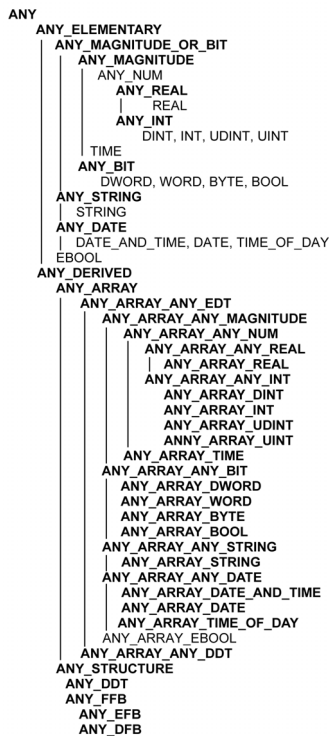 ANY
ANY_ELEMENTARY
ANY_MAGNITUDE_OR_BIT
ANY_MAGNITUDE
ANY_NUM
ANY_REAL
REAL
ANY_INT
DINT, INT, UDINT, UINT
TIME
ANY_BIT
DWORD, WORD, BYTE, BOOL
ANY_STRING
STRING
ANY_DATE
DATE_AND_TIME, DATE, TIME_OF_DAY
EBOOL
ANY_DERIVED
ANY_ARRAY
ANY_ARRAY_ANY_EDT
ANY_ARRAY_ANY_MAGNITUDE
ANY_ARRAY_ANY_NUM
ANY_ARRAY_ANY_REAL
ANY_ARRAY_REAL
ANY_ARRAY_ANY_INT
ANY_ARRAY_DINT
ANY_ARRAY_INT
ANY_ARRAY_UDINT
ANNY_ARRAY_UINT
ANY_ARRAY_TIME
ANY_ARRAY_ANY_BIT
ANY_ARRAY_DWORD
ANY_ARRAY_WORD
ANY_ARRAY_BYTE
ANY_ARRAY_BOOL
ANY_ARRAY_ANY_STRING
ANY_ARRAY_STRING
ANY_ARRAY_ANY_DATE
ANY_ARRAY_DATE_AND_TIME
ANY_ARRAY_DATE
ANY_ARRAY_TIME_OF_DAY
ANY_ARRAY_EBOOL
ANY_ARRAY_ANY_DDT
ANY_STRUCTURE
ANY_DDT
ANY_FFB
ANY_EFB
ANY_DFB